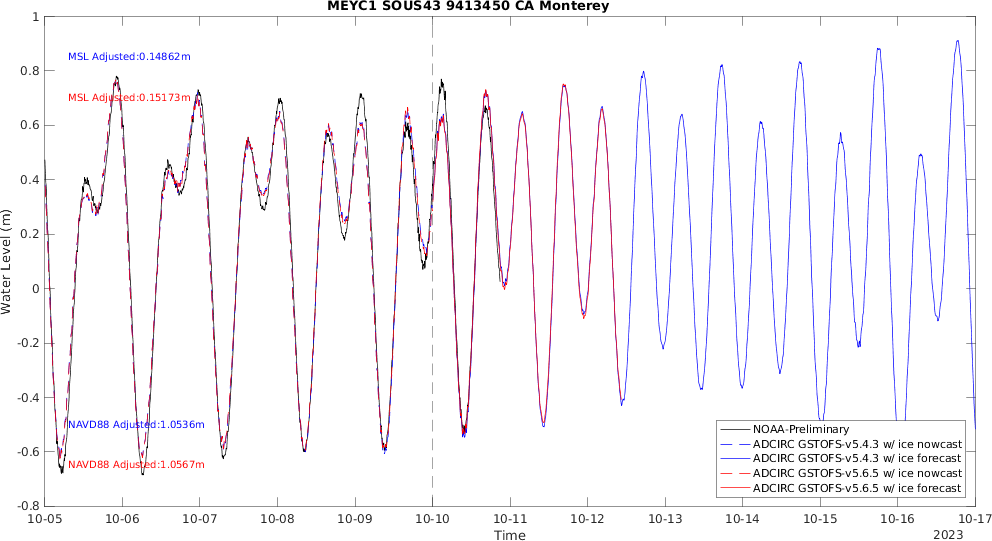 MEYC1 SOUS43 9413450 CA Monterey
1
0.8
0.6
0.4
0.2
0
-0.2
-0.4
-0.6
-0.8
Water Level (m)
MSL Adjusted:0.14862m
MSL Adjusted:0.15173m
NAVD88 Adjusted:1.0536m
NAVD88 Adjusted:1.0567m
NOAA-Preliminary
ADCIRC GSTOFS-v5.4.3 w/ ice nowcast
ADCIRC GSTOFS-v5.4.3 w/ ice forecast
ADCIRC GSTOFS-v5.6.5 w/ ice nowcast
ADCIRC GSTOFS-v5.6.5 w/ ice forecast
10-05 10-06 10-07 10-08 10-09 10-10 10-11 10-12 10-13 10-14 10-15 10-16 10-17
Time
2023